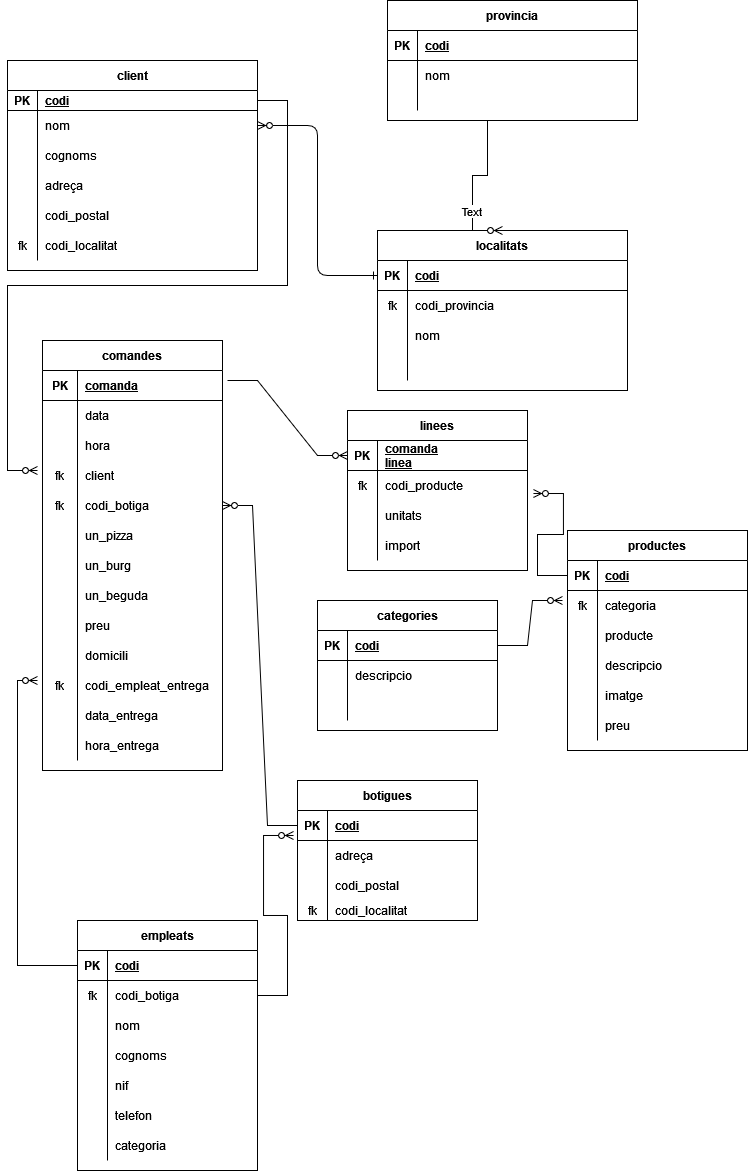 provincia
PK codi
nom
client
PK codi
nom
cognoms
adreça
codi_postal
fk codi_localitat
Text
localitats
PK codi
fk codi_provincia
nom
comandes
PK comanda
data
hora
fk client
fk codi_botiga
un_pizza
un_burg
un_beguda
preu
domicili
fk codi_empleat_entrega
data_entrega
hora_entrega
linees
PK comanda
linea
fk codi_producte
unitats
import
productes
PK codi
fk categoria
producte
descripcio
imatge
preu
categories
PK codi
descripcio
botigues
PK codi
adreça
codi_postal
fk codi_localitat
empleats
PK codi
fk codi_botiga
nom
cognoms
nif
telefon
categoria